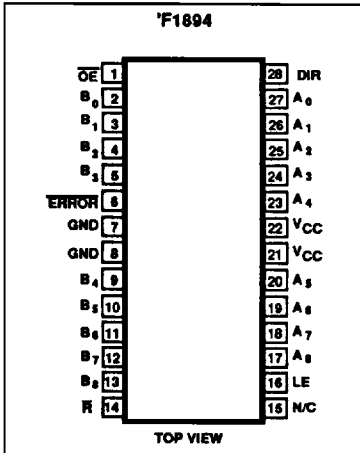 'F1894
OE 1 28 DIR
B0 2 27 A0
B1 3 26 A1
B2 4 25 A2
B3 5 24 A3
ERROR 6 23 A4
GND 7 22 VCC
GND 8 21 VCC
B4 9 20 A5
B5 10 19 A6
B6 11 18 A7
B7 12 17 A8
B8 13 16 LE
R 14 15 N/C
TOP VIEW